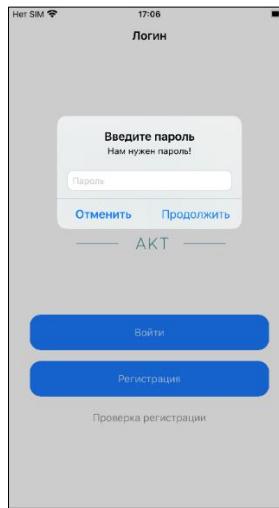 Нет SIM 17:06
Логин
Введите пароль
Нам нужен пароль!
Пароль
Отменить Продолжить
АКТ
Войти
Регистрация
Проверка регистрации